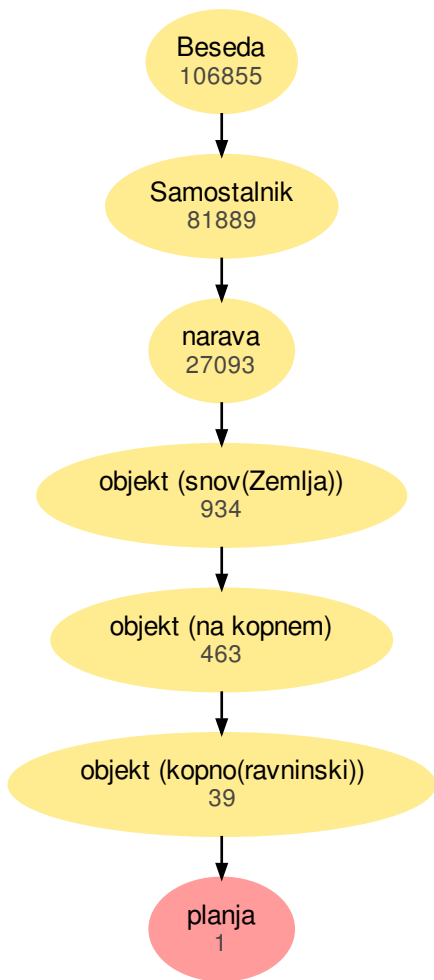 Beseda
106855
Samostalnik
81889
narava
27093
objekt (snov(Zemlja))
934
objekt (na kopnem)
463
objekt (kopno(ravninski))
39
planja
1